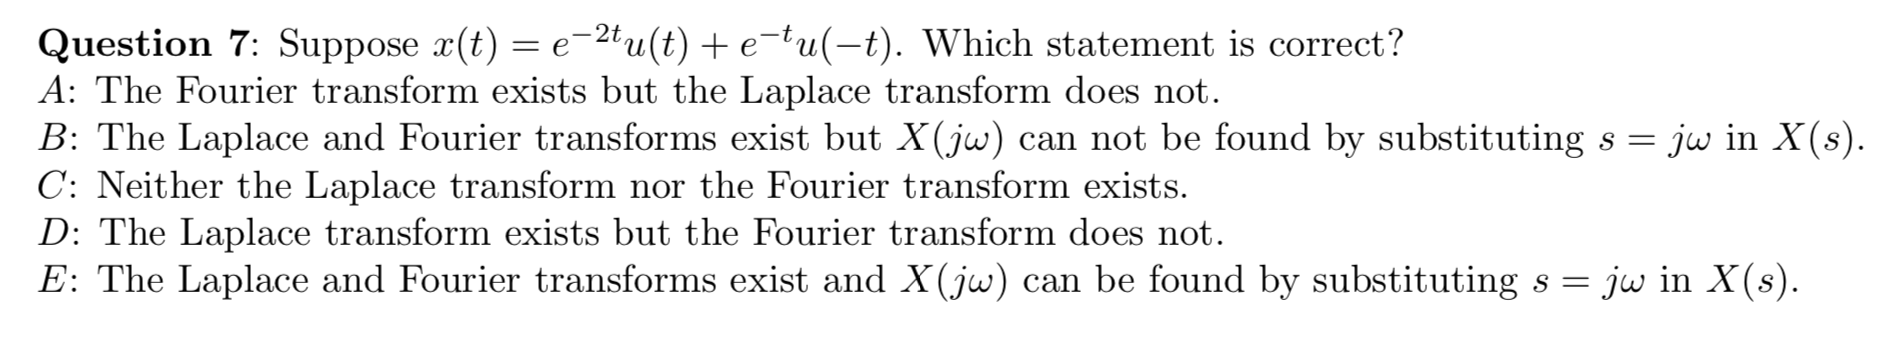 Question 7: Suppose x(t) = e^{-2t}u(t) + e^{-t}u(-t). Which statement is correct?
A: The Fourier transform exists but the Laplace transform does not.
B: The Laplace and Fourier transforms exist but X(jω) can not be found by substituting s = jω in X(s).
C: Neither the Laplace transform nor the Fourier transform exists.
D: The Laplace transform exists but the Fourier transform does not.
E: The Laplace and Fourier transforms exist and X(jω) can be found by substituting s = jω in X(s).